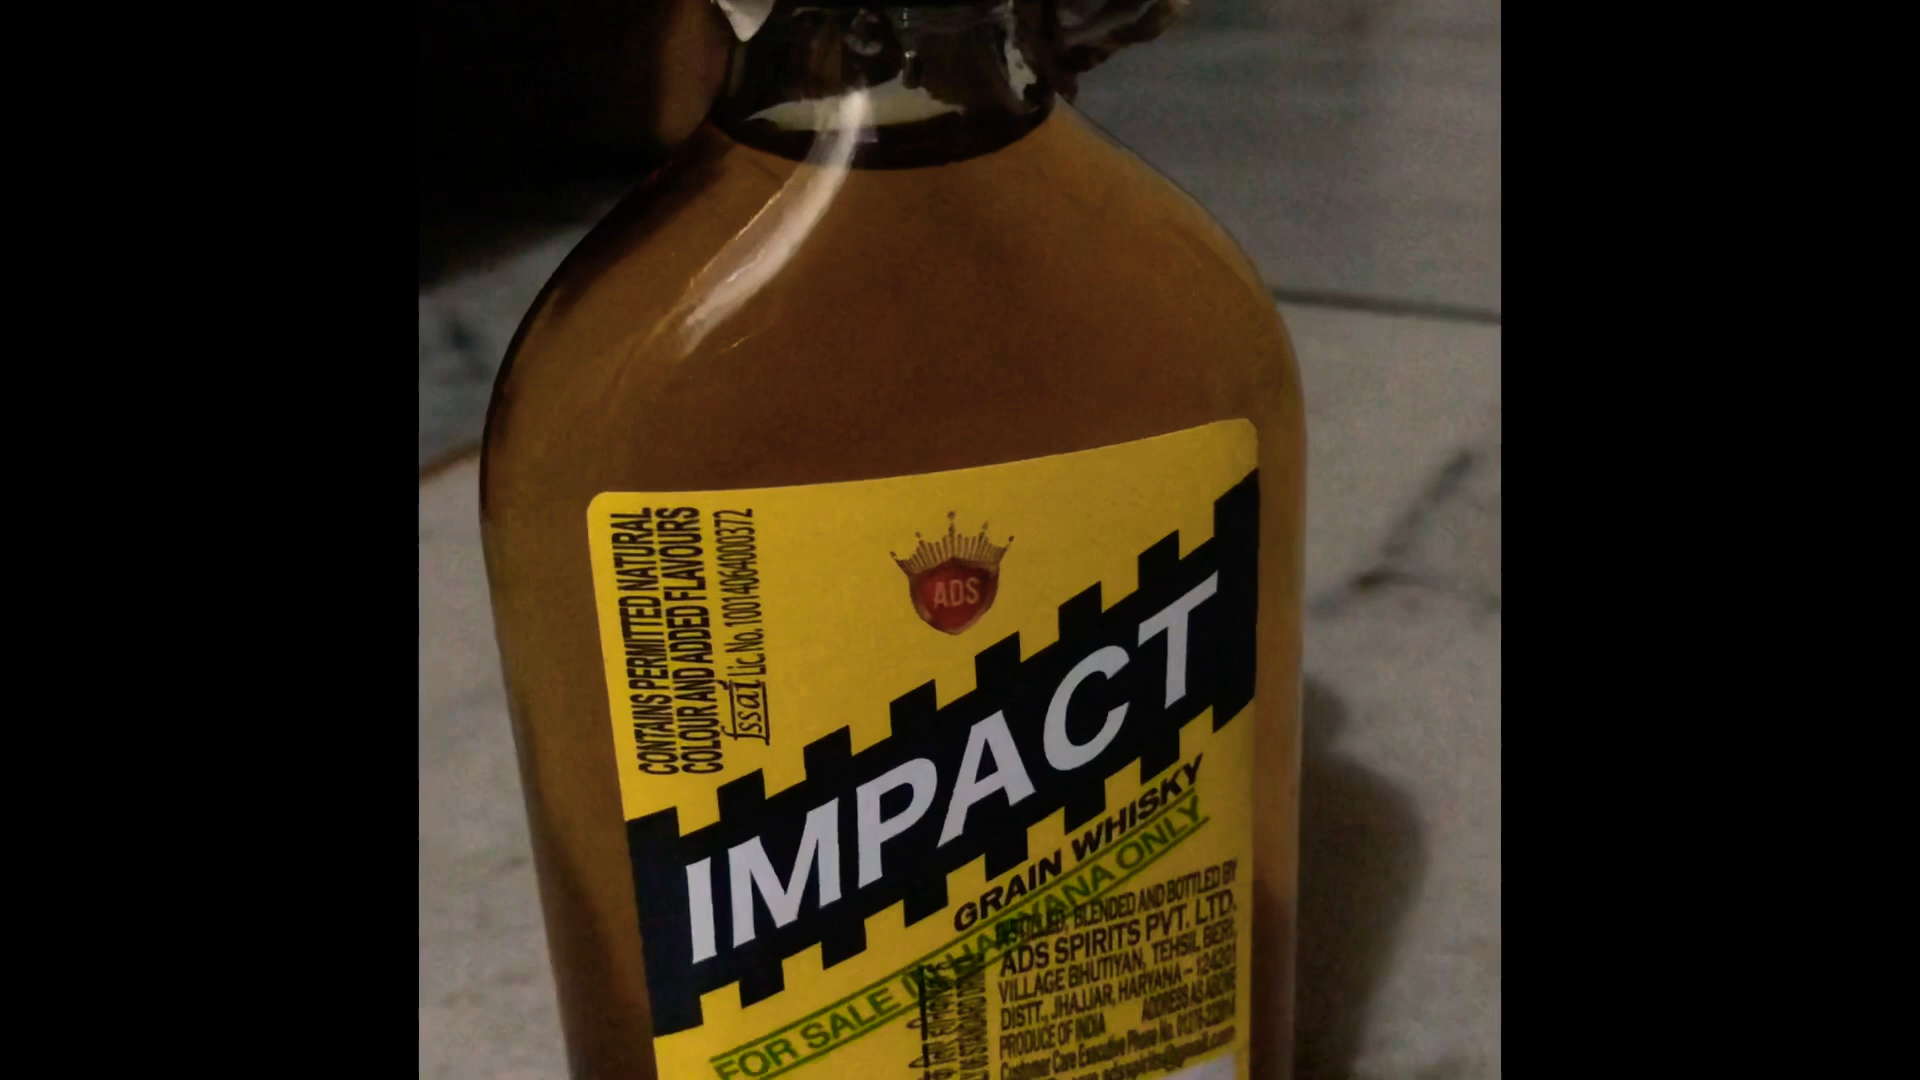 CONTAINS PERMITTED NATURAL
COLOUR AND ADDED FLAVOURS
fssai Lic. No. 10014064000372
ADS
IMPACT
GRAIN WHISKY
FOR SALE IN HARYANA ONLY
DISTILLED, BLENDED AND BOTTLED BY
ADS SPIRITS PVT. LTD.
VILLAGE BHUTIYAN, TEHSIL BERI,
DISTT., JHAJJAR, HARYANA - 124201
PRODUCE OF INDIA ADDRESS AS ABOVE
Customer Care Executive Phone No.